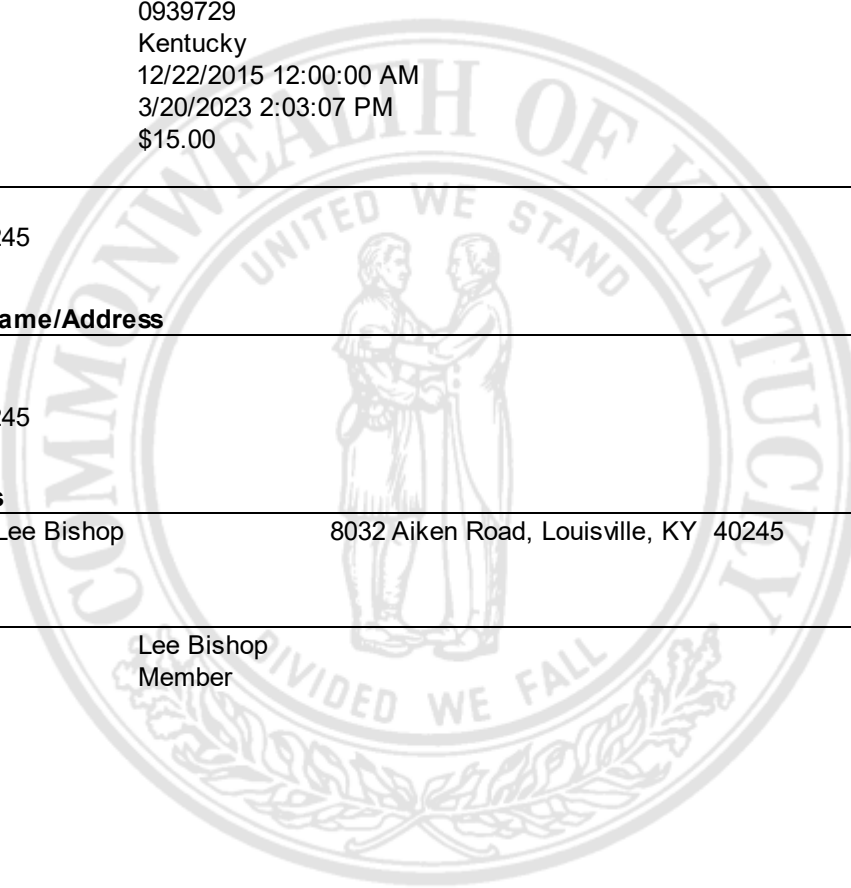 0939729
Kentucky
12/22/2015 12:00:00 AM
3/20/2023 2:03:07 PM
$15.00
COMMONWEALTH OF KENTUCKY
UNITED WE STAND
245
ame/Address
245
s
Lee Bishop 8032 Aiken Road, Louisville, KY 40245
Lee Bishop
Member
DIVIDED WE FALL